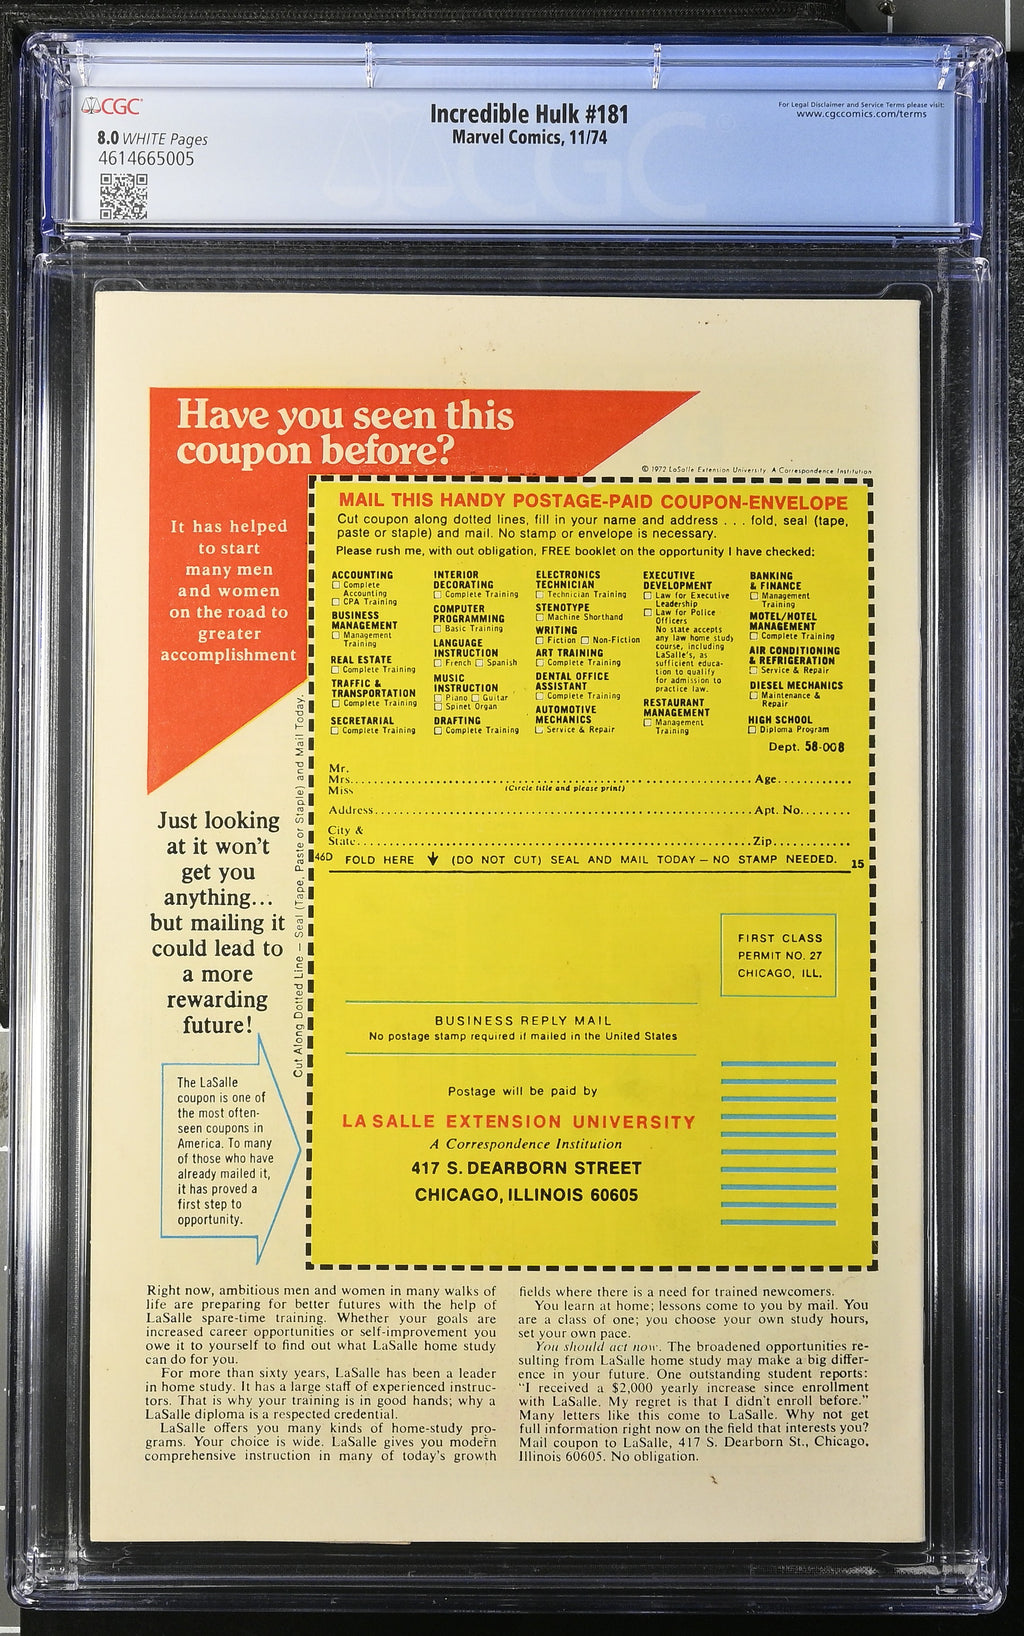 CGC
Incredible Hulk #181
Marvel Comics, 11/74
For Legal Disclaimer and Service Terms please visit:
www.cgccomics.com/terms
8.0 WHITE Pages
4614665005
CGC
Have you seen this
coupon before?
© 1972 LaSalle Extension University A Correspondence Institution
It has helped
to start
many men
and women
on the road to
greater
accomplishment
MAIL THIS HANDY POSTAGE-PAID COUPON-ENVELOPE
Cut coupon along dotted lines, fill in your name and address . . . fold, seal (tape,
paste or staple) and mail. No stamp or envelope is necessary.
Please rush me, with out obligation, FREE booklet on the opportunity I have checked:
ACCOUNTING
☐ Complete
Accounting
☐ CPA Training
BUSINESS
MANAGEMENT
☐ Management
Training
REAL ESTATE
☐ Complete Training
TRAFFIC &
TRANSPORTATION
☐ Complete Training
SECRETARIAL
☐ Complete Training
INTERIOR
DECORATING
☐ Complete Training
COMPUTER
PROGRAMMING
☐ Basic Training
LANGUAGE
INSTRUCTION
☐ French ☐ Spanish
MUSIC
INSTRUCTION
☐ Piano ☐ Guitar
☐ Spinet Organ
DRAFTING
☐ Complete Training
ELECTRONICS
TECHNICIAN
☐ Technician Training
STENOTYPE
☐ Machine Shorthand
WRITING
☐ Fiction ☐ Non-Fiction
ART TRAINING
☐ Complete Training
DENTAL OFFICE
ASSISTANT
☐ Complete Training
AUTOMOTIVE
MECHANICS
☐ Service & Repair
EXECUTIVE
DEVELOPMENT
☐ Law for Executive
Leadership
☐ Law for Police
Officers
No state accepts
any law home study
course, including
LaSalle's, as
sufficient educa-
tion to qualify
for admission to
practice law.
RESTAURANT
MANAGEMENT
☐ Management
Training
BANKING
& FINANCE
☐ Management
Training
MOTEL/HOTEL
MANAGEMENT
☐ Complete Training
AIR CONDITIONING
& REFRIGERATION
☐ Service & Repair
DIESEL MECHANICS
☐ Maintenance &
Repair
HIGH SCHOOL
☐ Diploma Program
Dept. 58-008
Mr.
Mrs. Age
Miss (Circle title and please print)
Address Apt. No.
City &
State Zip
46D FOLD HERE ↓ (DO NOT CUT) SEAL AND MAIL TODAY — NO STAMP NEEDED. 15
Cut Along Dotted Line — Seal (Tape, Paste or Staple) and Mail Today.
Just looking
at it won't
get you
anything...
but mailing it
could lead to
a more
rewarding
future!
FIRST CLASS
PERMIT NO. 27
CHICAGO, ILL.
BUSINESS REPLY MAIL
No postage stamp required if mailed in the United States
Postage will be paid by
LA SALLE EXTENSION UNIVERSITY
A Correspondence Institution
417 S. DEARBORN STREET
CHICAGO, ILLINOIS 60605
The LaSalle
coupon is one of
the most often-
seen coupons in
America. To many
of those who have
already mailed it,
it has proved a
first step to
opportunity.
Right now, ambitious men and women in many walks of
life are preparing for better futures with the help of
LaSalle spare-time training. Whether your goals are
increased career opportunities or self-improvement you
owe it to yourself to find out what LaSalle home study
can do for you.
For more than sixty years, LaSalle has been a leader
in home study. It has a large staff of experienced instruc-
tors. That is why your training is in good hands; why a
LaSalle diploma is a respected credential.
LaSalle offers you many kinds of home-study pro-
grams. Your choice is wide. LaSalle gives you modern
comprehensive instruction in many of today's growth
fields where there is a need for trained newcomers.
You learn at home; lessons come to you by mail. You
are a class of one; you choose your own study hours,
set your own pace.
You should act now. The broadened opportunities re-
sulting from LaSalle home study may make a big differ-
ence in your future. One outstanding student reports:
"I received a $2,000 yearly increase since enrollment
with LaSalle. My regret is that I didn't enroll before."
Many letters like this come to LaSalle. Why not get
full information right now on the field that interests you?
Mail coupon to LaSalle, 417 S. Dearborn St., Chicago,
Illinois 60605. No obligation.